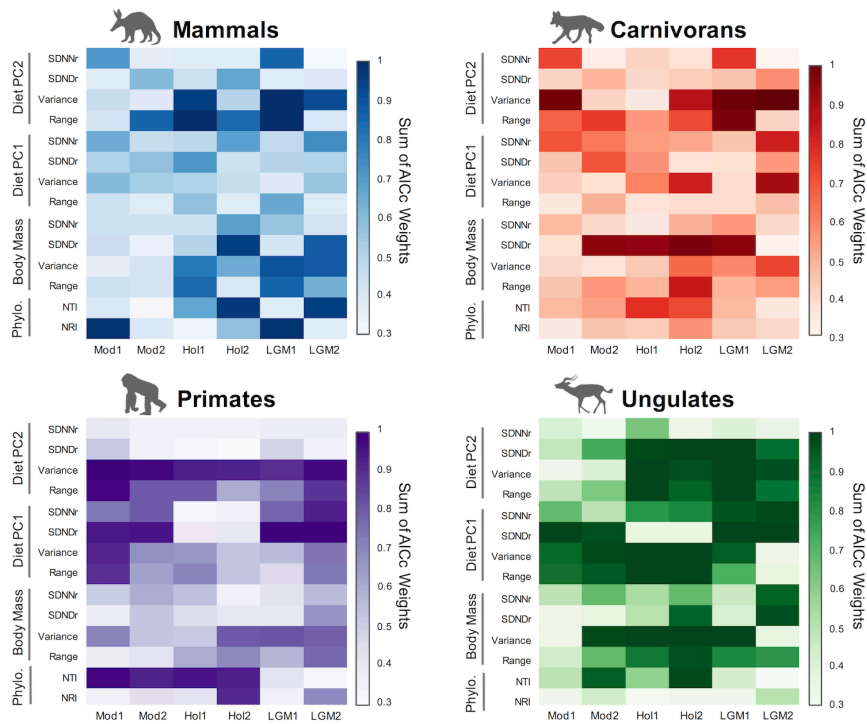 Mammals
Diet PC2
SDNNr
SDNDr
Variance
Range
Diet PC1
SDNNr
SDNDr
Variance
Range
Body Mass
SDNNr
SDNDr
Variance
Range
Phylo.
NTI
NRI
Mod1 Mod2 Hol1 Hol2 LGM1 LGM2
1
0.9
0.8
0.7
0.6
0.5
0.4
0.3
Sum of AICc Weights
Carnivorans
Diet PC2
SDNNr
SDNDr
Variance
Range
Diet PC1
SDNNr
SDNDr
Variance
Range
Body Mass
SDNNr
SDNDr
Variance
Range
Phylo.
NTI
NRI
Mod1 Mod2 Hol1 Hol2 LGM1 LGM2
1
0.9
0.8
0.7
0.6
0.5
0.4
0.3
Sum of AICc Weights
Primates
Diet PC2
SDNNr
SDNDr
Variance
Range
Diet PC1
SDNNr
SDNDr
Variance
Range
Body Mass
SDNNr
SDNDr
Variance
Range
Phylo.
NTI
NRI
Mod1 Mod2 Hol1 Hol2 LGM1 LGM2
1
0.9
0.8
0.7
0.6
0.5
0.4
0.3
Sum of AICc Weights
Ungulates
Diet PC2
SDNNr
SDNDr
Variance
Range
Diet PC1
SDNNr
SDNDr
Variance
Range
Body Mass
SDNNr
SDNDr
Variance
Range
Phylo.
NTI
NRI
Mod1 Mod2 Hol1 Hol2 LGM1 LGM2
1
0.9
0.8
0.7
0.6
0.5
0.4
0.3
Sum of AICc Weights